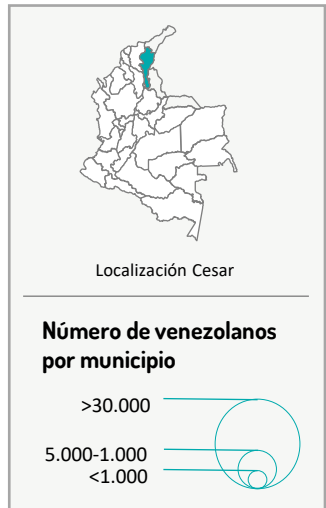 Localización Cesar
Número de venezolanos
por municipio
>30.000
5.000-1.000
<1.000